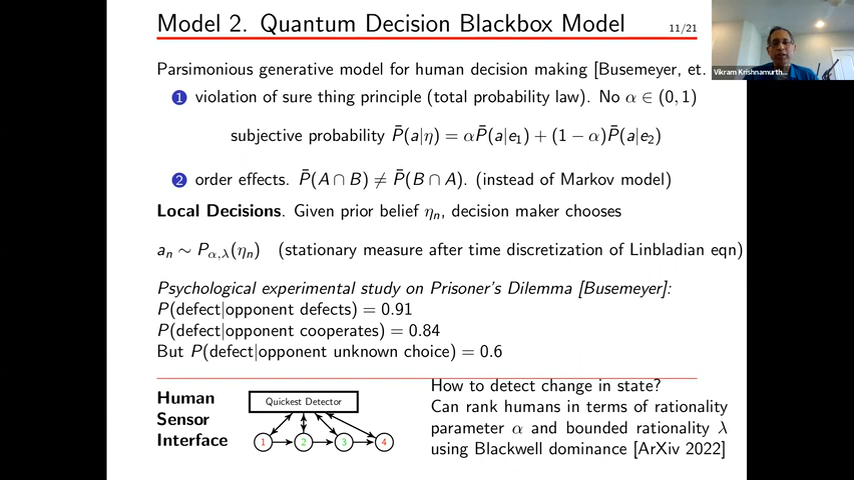 Model 2. Quantum Decision Blackbox Model
11/21
Vikram Krishnamurth...
Parsimonious generative model for human decision making [Busemeyer, et.
1 violation of sure thing principle (total probability law). No α ∈ (0, 1)
subjective probability P̄(a|η) = αP̄(a|e₁) + (1 − α)P̄(a|e₂)
2 order effects. P̄(A ∩ B) ≠ P̄(B ∩ A). (instead of Markov model)
Local Decisions. Given prior belief ηₙ, decision maker chooses
aₙ ∼ P_{α,λ}(ηₙ) (stationary measure after time discretization of Linbladian eqn)
Psychological experimental study on Prisoner's Dilemma [Busemeyer]:
P(defect|opponent defects) = 0.91
P(defect|opponent cooperates) = 0.84
But P(defect|opponent unknown choice) = 0.6
Human
Sensor
Interface
Quickest Detector
1 2 3 4
How to detect change in state?
Can rank humans in terms of rationality
parameter α and bounded rationality λ
using Blackwell dominance [ArXiv 2022]